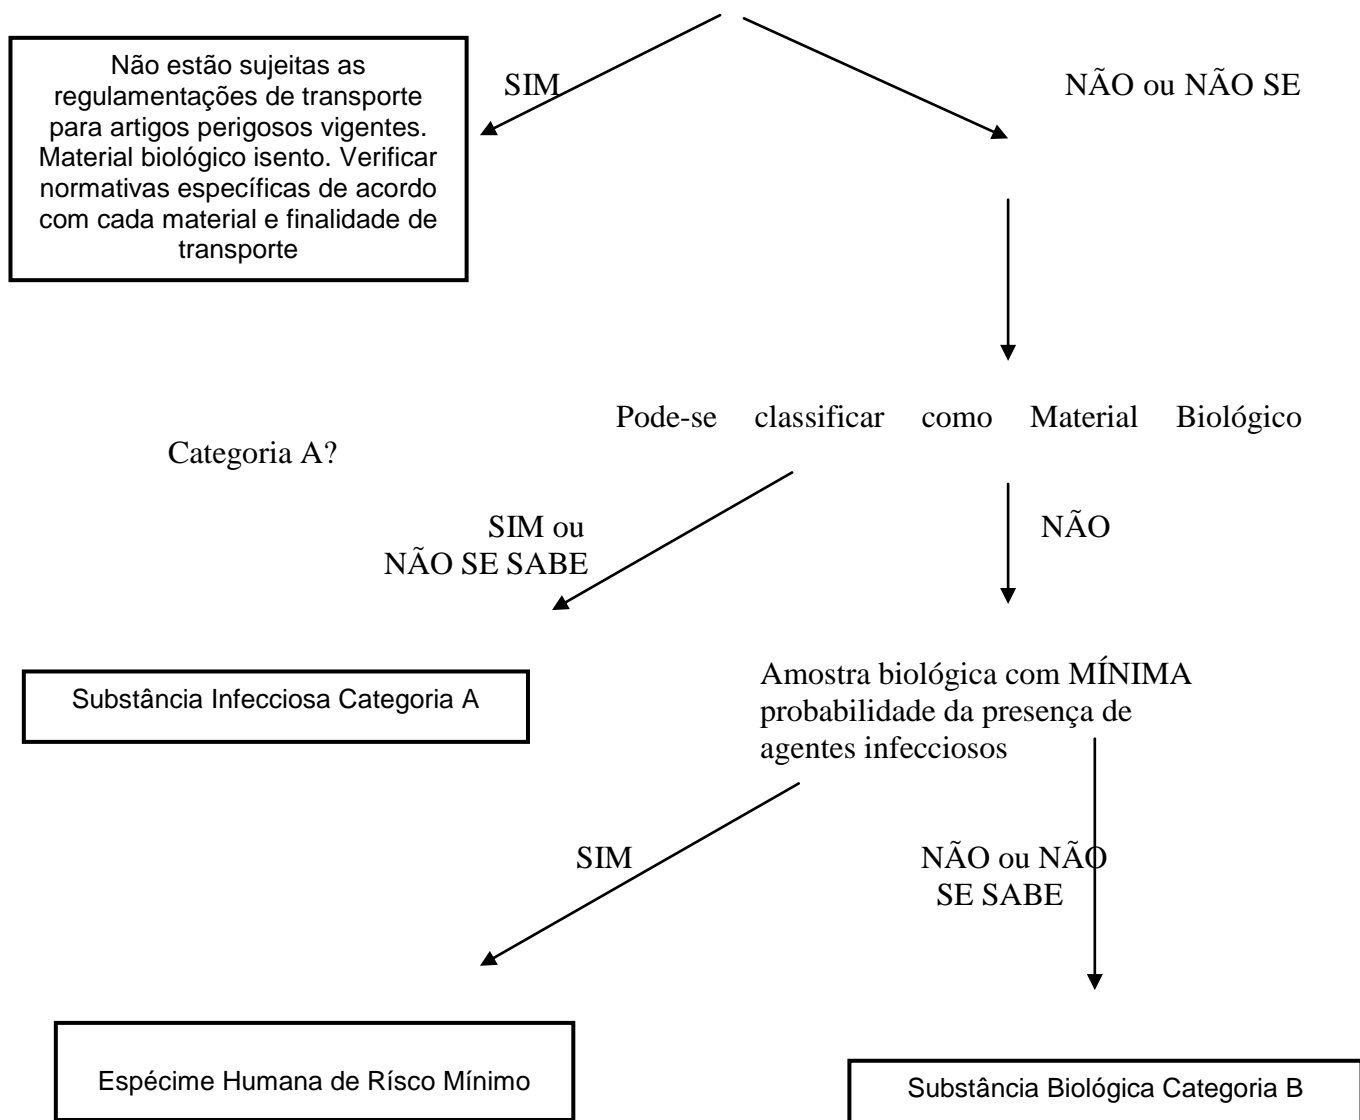 Não estão sujeitas as
regulamentações de transporte
para artigos perigosos vigentes.
Material biológico isento. Verificar
normativas específicas de acordo
com cada material e finalidade de
transporte
SIM
NÃO ou NÃO SE
Pode-se classificar como Material Biológico
Categoria A?
SIM ou
NÃO SE SABE
NÃO
Substância Infecciosa Categoria A
Amostra biológica com MÍNIMA
probabilidade da presença de
agentes infecciosos
SIM
NÃO ou NÃO
SE SABE
Espécime Humana de Rísco Mínimo
Substância Biológica Categoria B